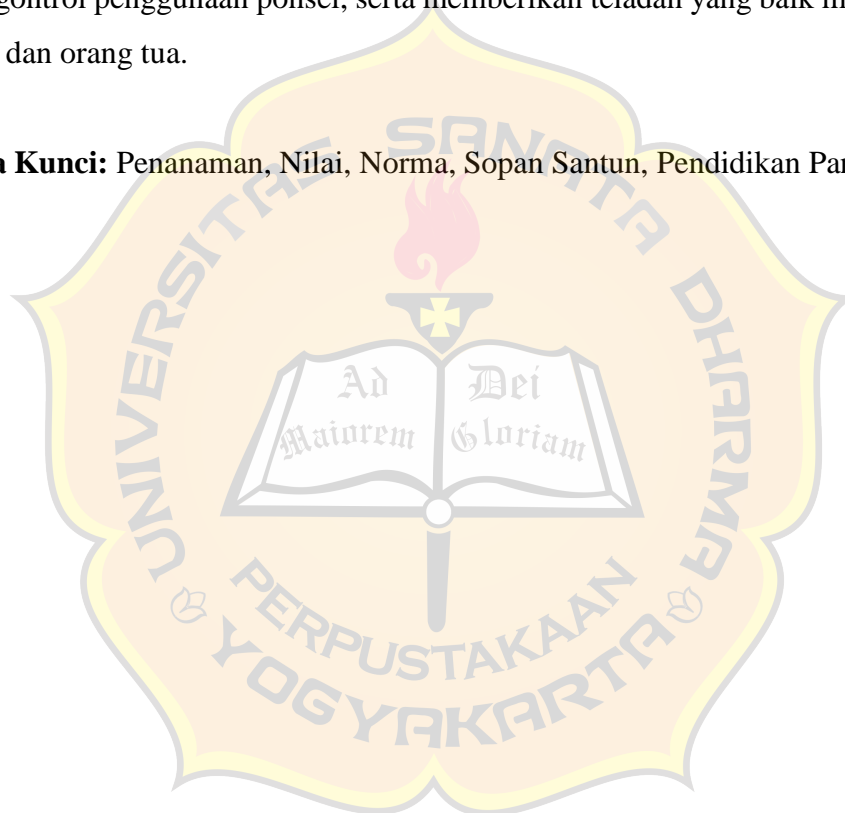 gontrol penggunaan ponsel, serta memberikan teladan yang baik
dan orang tua.
Kunci: Penanaman, Nilai, Norma, Sopan Santun, Pendidikan
UNIVERSITAS SANATA DHARMA
Ad Dei
Maiorem Gloriam
PERPUSTAKAAN
YOGYAKARTA